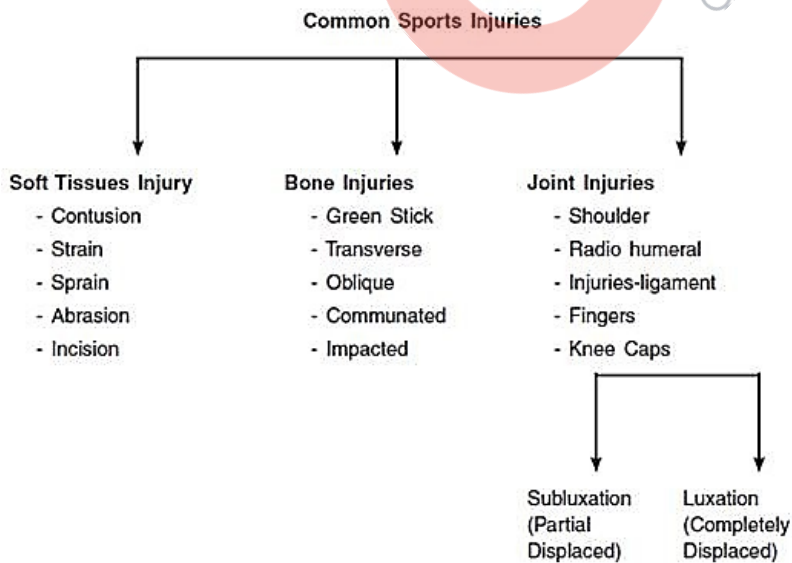 Common Sports Injuries
Soft Tissues Injury
- Contusion
- Strain
- Sprain
- Abrasion
- Incision
Bone Injuries
- Green Stick
- Transverse
- Oblique
- Communated
- Impacted
Joint Injuries
- Shoulder
- Radio humeral
- Injuries-ligament
- Fingers
- Knee Caps
Subluxation
(Partial
Displaced)
Luxation
(Completely
Displaced)